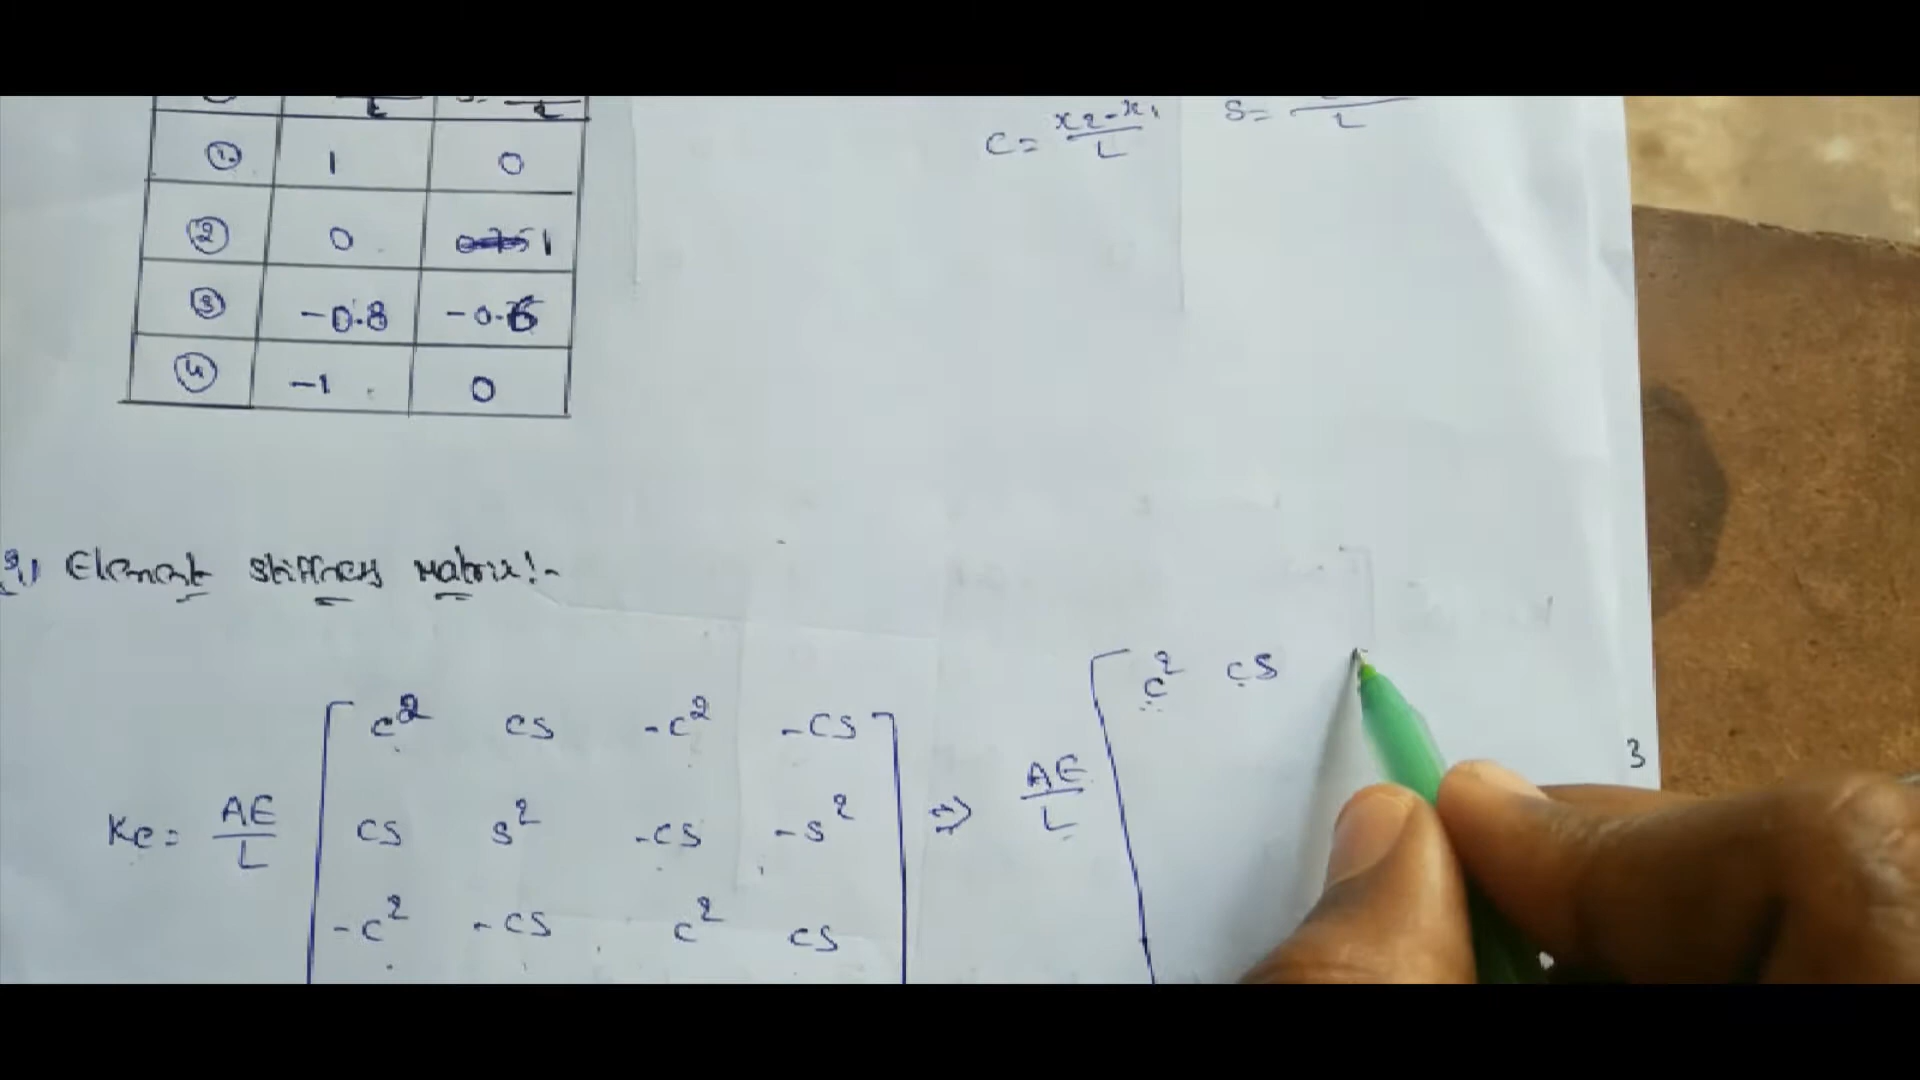 C = x2-x1 / L S = / L
① 1 0
② 0 1
③ -0.8 -0.6
④ -1 0
Element stiffness matrix:-
c² cs
c² cs -c² -cs
3
Ke = AE/L cs s² -cs -s² ⇒ AE/L
-c² -cs c² cs